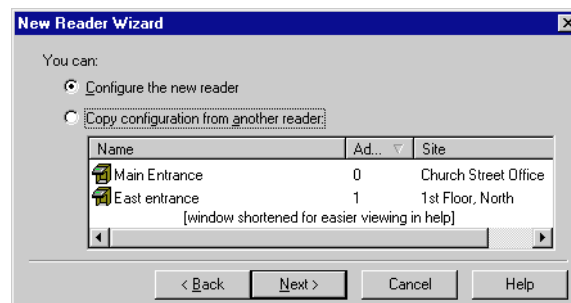 New Reader Wizard
You can:
Configure the new reader
Copy configuration from another reader:
Name Ad... Site
Main Entrance 0 Church Street Office
East entrance 1 1st Floor, North
[window shortened for easier viewing in help]
< Back Next > Cancel Help